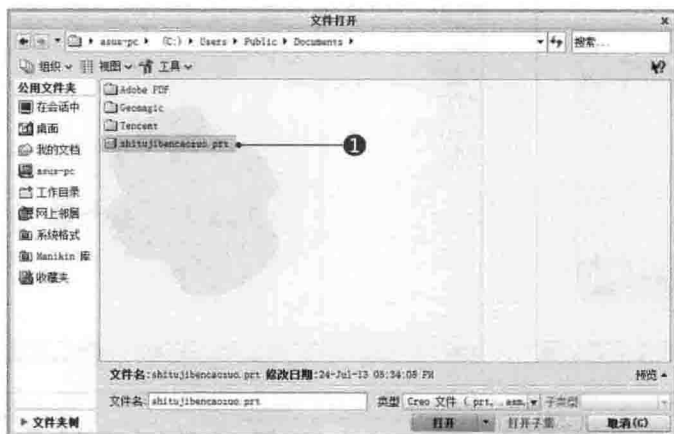 文件打开
asus-pc ▸ (C:) ▸ Users ▸ Public ▸ Documents ▸ 搜索...
组织 视图 工具
公用文件夹
在会话中
桌面
我的文档
asus-pc
工作目录
网上邻居
系统格式
Manikin 库
收藏夹
Adobe PDF
Geomagic
Tencent
shitujibencaozuo.prt
1
文件名:shitujibencaozuo.prt 修改日期:24-Jul-13 05:34:05 PM 预览
文件名 shitujibencaozuo.prt 类型 Creo 文件 (.prt, .asm, 子类型
文件夹树 打开 打开子集... 取消(C)